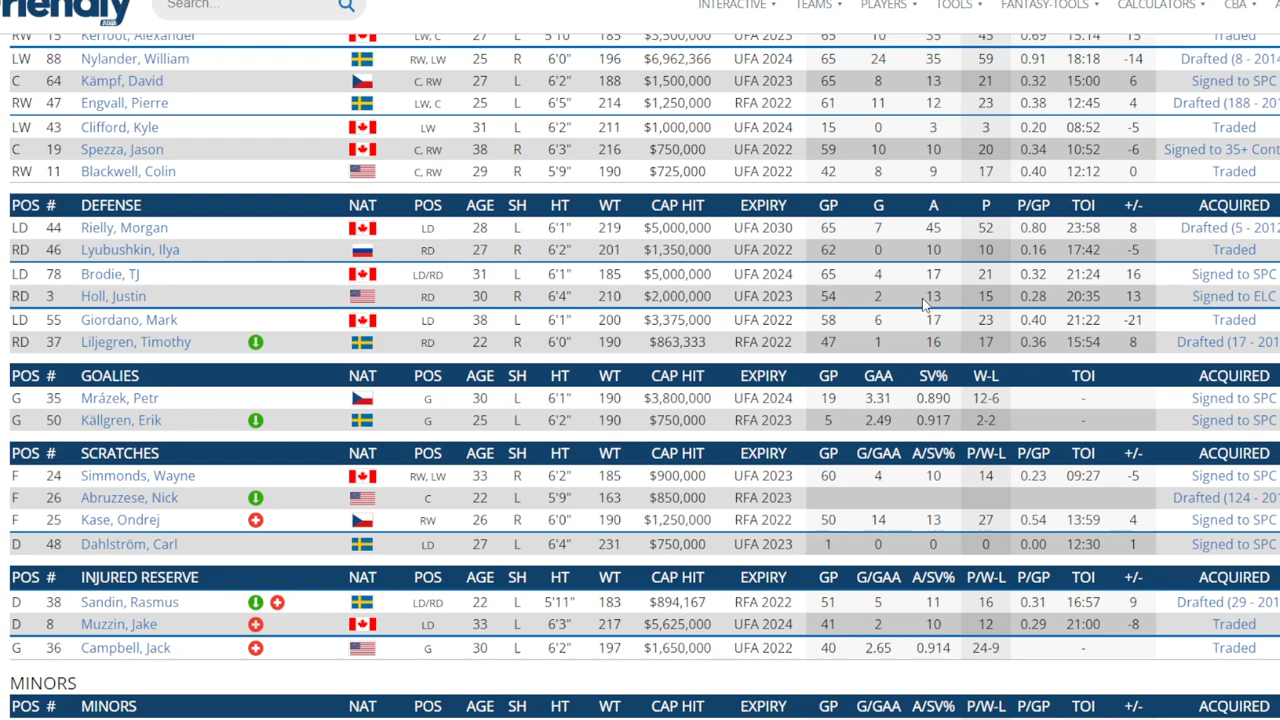 Friendly
Search... INTERACTIVE TEAMS PLAYERS TOOLS FANTASY-TOOLS CALCULATORS CBA
RW 15 Kerfoot, Alexander LW, C 27 L 5'10" 185 $3,500,000 UFA 2023 65 10 35 45 0.69 15:14 15 Traded
LW 88 Nylander, William RW, LW 25 R 6'0" 196 $6,962,366 UFA 2024 65 24 35 59 0.91 18:18 -14 Drafted (8 - 2014
C 64 Kämpf, David C, RW 27 L 6'2" 188 $1,500,000 UFA 2023 65 8 13 21 0.32 15:00 6 Signed to SPC
RW 47 Engvall, Pierre LW, C 25 L 6'5" 214 $1,250,000 RFA 2022 61 11 12 23 0.38 12:45 4 Drafted (188 - 201
LW 43 Clifford, Kyle LW 31 L 6'2" 211 $1,000,000 UFA 2024 15 0 3 3 0.20 08:52 -5 Traded
C 19 Spezza, Jason C, RW 38 R 6'3" 216 $750,000 UFA 2022 59 10 10 20 0.34 10:52 -6 Signed to 35+ Cont
RW 11 Blackwell, Colin C, RW 29 R 5'9" 190 $725,000 UFA 2022 42 8 9 17 0.40 12:12 0 Traded
POS # DEFENSE NAT POS AGE SH HT WT CAP HIT EXPIRY GP G A P P/GP TOI +/- ACQUIRED
LD 44 Rielly, Morgan LD 28 L 6'1" 219 $5,000,000 UFA 2030 65 7 45 52 0.80 23:58 8 Drafted (5 - 2012
RD 46 Lyubushkin, Ilya RD 27 R 6'2" 201 $1,350,000 UFA 2022 62 0 10 10 0.16 17:42 -5 Traded
LD 78 Brodie, TJ LD/RD 31 L 6'1" 185 $5,000,000 UFA 2024 65 4 17 21 0.32 21:24 16 Signed to SPC
RD 3 Holl, Justin RD 30 R 6'4" 210 $2,000,000 UFA 2023 54 2 13 15 0.28 20:35 13 Signed to ELC
LD 55 Giordano, Mark LD 38 L 6'1" 200 $3,375,000 UFA 2022 58 6 17 23 0.40 21:22 -21 Traded
RD 37 Liljegren, Timothy RD 22 R 6'0" 190 $863,333 RFA 2022 47 1 16 17 0.36 15:54 8 Drafted (17 - 201
POS # GOALIES NAT POS AGE SH HT WT CAP HIT EXPIRY GP GAA SV% W-L TOI ACQUIRED
G 35 Mrázek, Petr G 30 L 6'1" 190 $3,800,000 UFA 2024 19 3.31 0.890 12-6 - Signed to SPC
G 50 Källgren, Erik G 25 L 6'2" 190 $750,000 RFA 2023 5 2.49 0.917 2-2 - Signed to SPC
POS # SCRATCHES NAT POS AGE SH HT WT CAP HIT EXPIRY GP G/GAA A/SV% P/W-L P/GP TOI +/- ACQUIRED
F 24 Simmonds, Wayne RW, LW 33 R 6'2" 185 $900,000 UFA 2023 60 4 10 14 0.23 09:27 -5 Signed to SPC
F 26 Abruzzese, Nick C 22 L 5'9" 163 $850,000 RFA 2023 Drafted (124 - 20
F 25 Kase, Ondrej RW 26 R 6'0" 190 $1,250,000 RFA 2022 50 14 13 27 0.54 13:59 4 Signed to SPC
D 48 Dahlström, Carl LD 27 L 6'4" 231 $750,000 UFA 2023 1 0 0 0 0.00 12:30 1 Signed to SPC
POS # INJURED RESERVE NAT POS AGE SH HT WT CAP HIT EXPIRY GP G/GAA A/SV% P/W-L P/GP TOI +/- ACQUIRED
D 38 Sandin, Rasmus LD/RD 22 L 5'11" 183 $894,167 RFA 2022 51 5 11 16 0.31 16:57 9 Drafted (29 - 201
D 8 Muzzin, Jake LD 33 L 6'3" 217 $5,625,000 UFA 2024 41 2 10 12 0.29 21:00 -8 Traded
G 36 Campbell, Jack G 30 L 6'2" 197 $1,650,000 UFA 2022 40 2.65 0.914 24-9 - Traded
MINORS
POS # MINORS NAT POS AGE SH HT WT CAP HIT EXPIRY GP G/GAA A/SV% P/W-L P/GP TOI +/- ACQUIRED